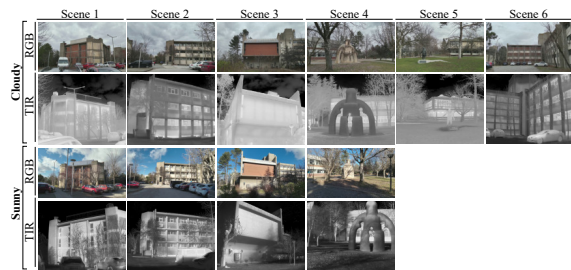 Scene 1 Scene 2 Scene 3 Scene 4 Scene 5 Scene 6
Cloudy
RGB
TIR
Sunny
RGB
TIR